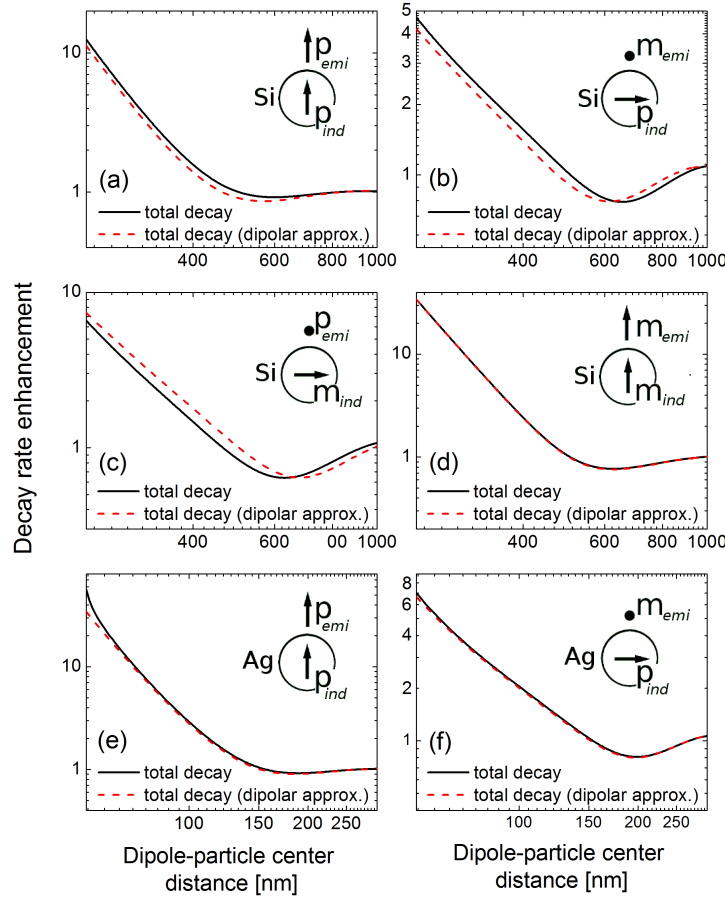 Decay rate enhancement
10
1
Si
p emi
p ind
(a)
total decay
total decay (dipolar approx.)
400
600
800
1000
5
4
3
2
1
Si
m emi
p ind
(b)
total decay
total decay (dipolar approx.)
400
600
800
1000
10
1
Si
p emi
m ind
(c)
total decay
total decay (dipolar approx.)
400
600
800
1000
10
1
Si
m emi
m ind
(d)
total decay
total decay (dipolar approx.)
400
600
800
1000
10
1
Ag
p emi
p ind
(e)
total decay
total decay (dipolar approx.)
100
150
200
250
8
6
4
2
1
Ag
m emi
p ind
(f)
total decay
total decay (dipolar approx.)
100
150
200
250
Dipole-particle center
distance [nm]
Dipole-particle center
distance [nm]